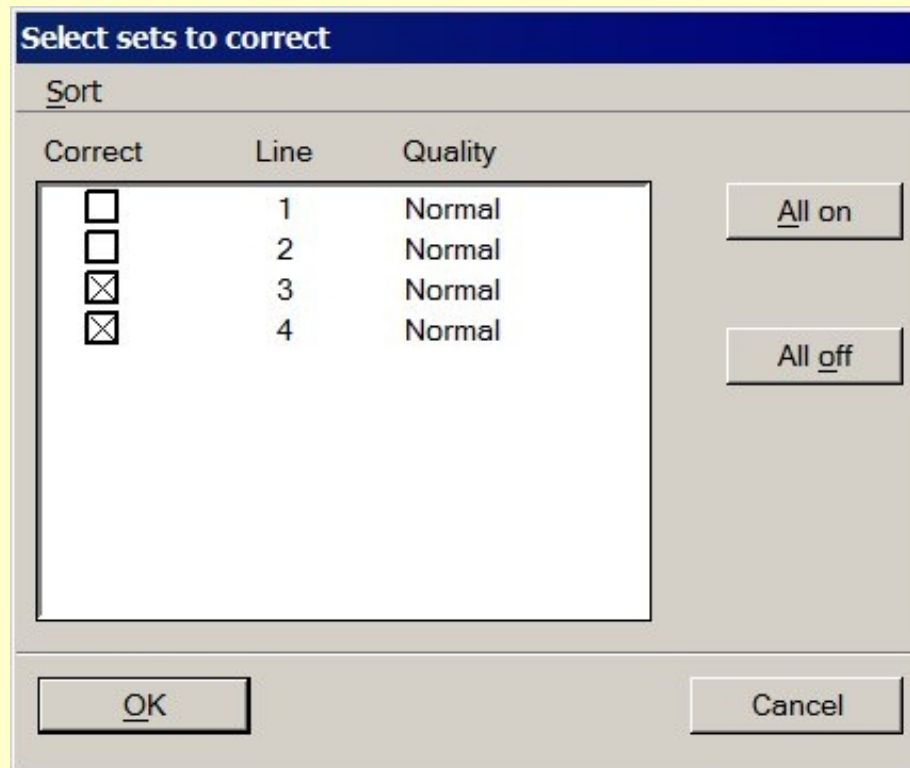 Select sets to correct
Sort
Correct Line Quality
1 Normal
2 Normal
3 Normal
4 Normal
All on
All off
OK Cancel